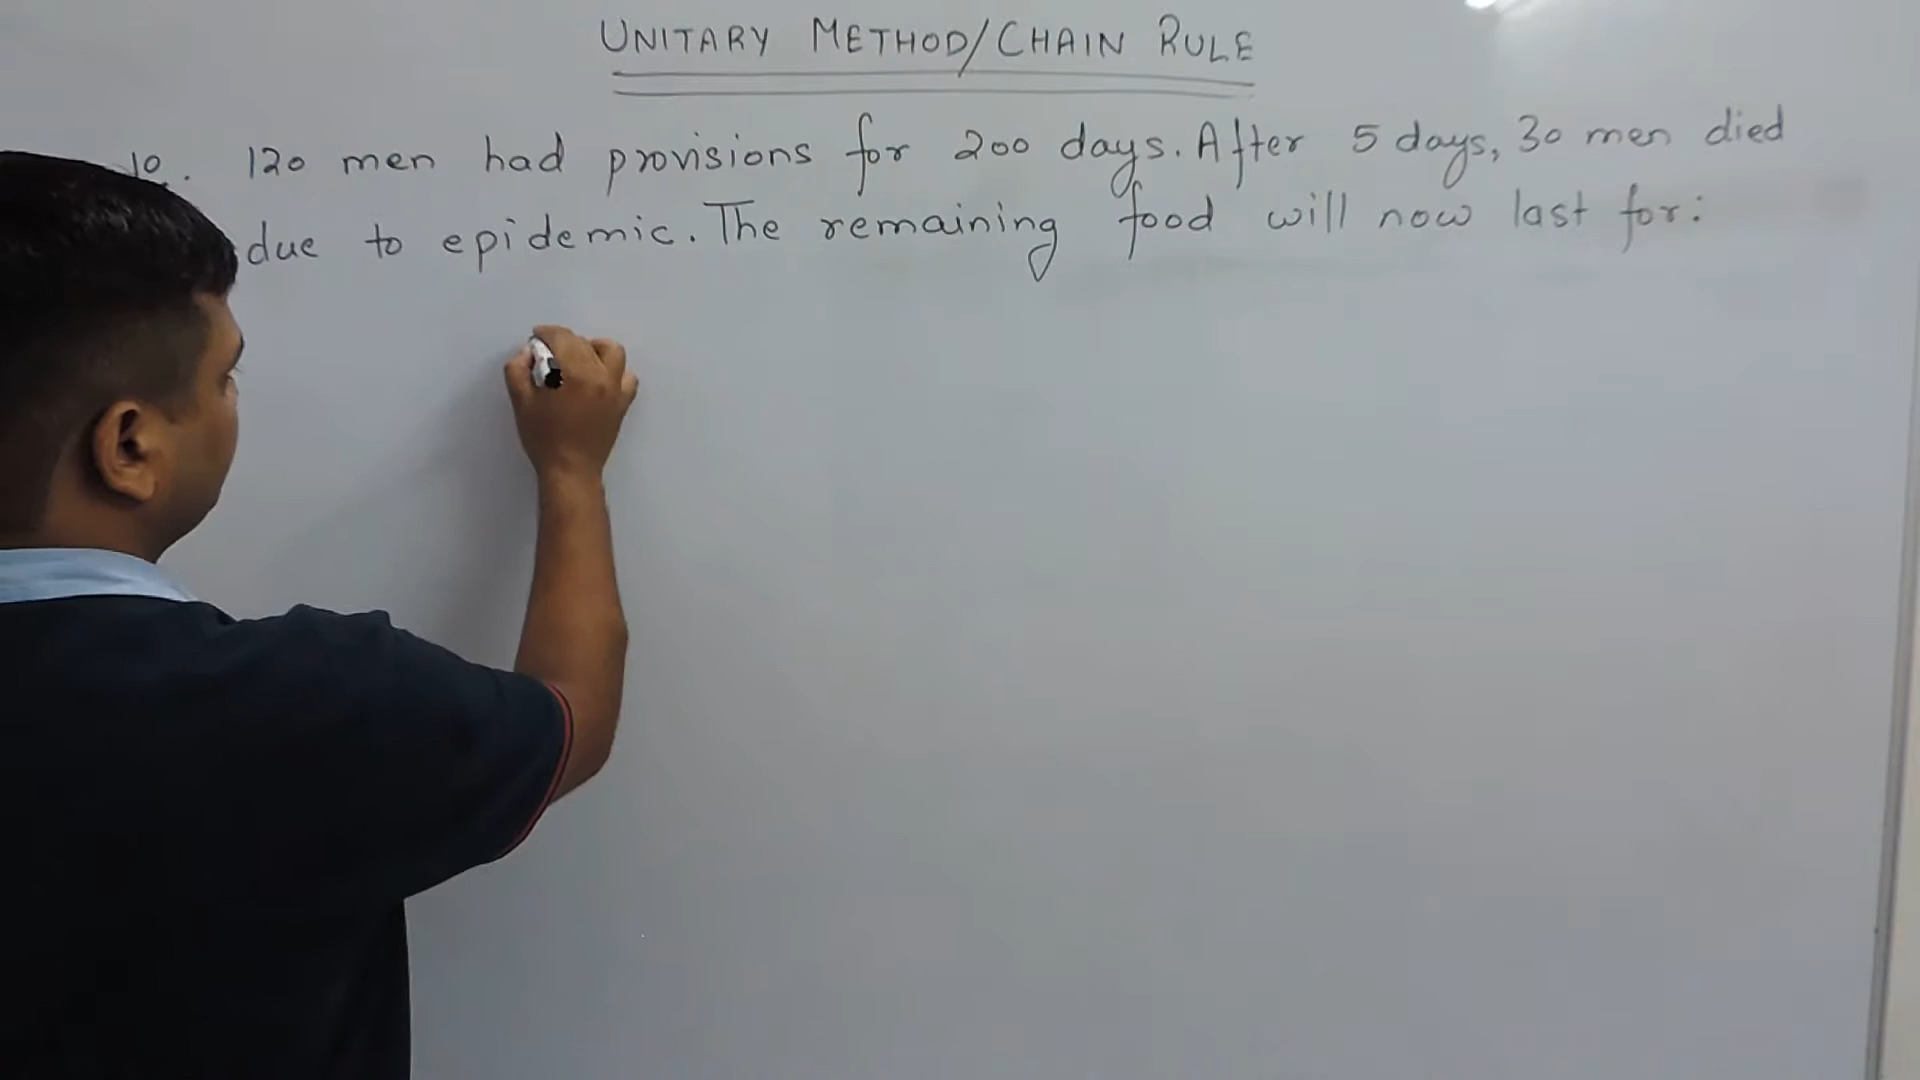 UNITARY METHOD/CHAIN RULE
10. 120 men had provisions for 200 days. After 5 days, 30 men died
due to epidemic. The remaining food will now last for: